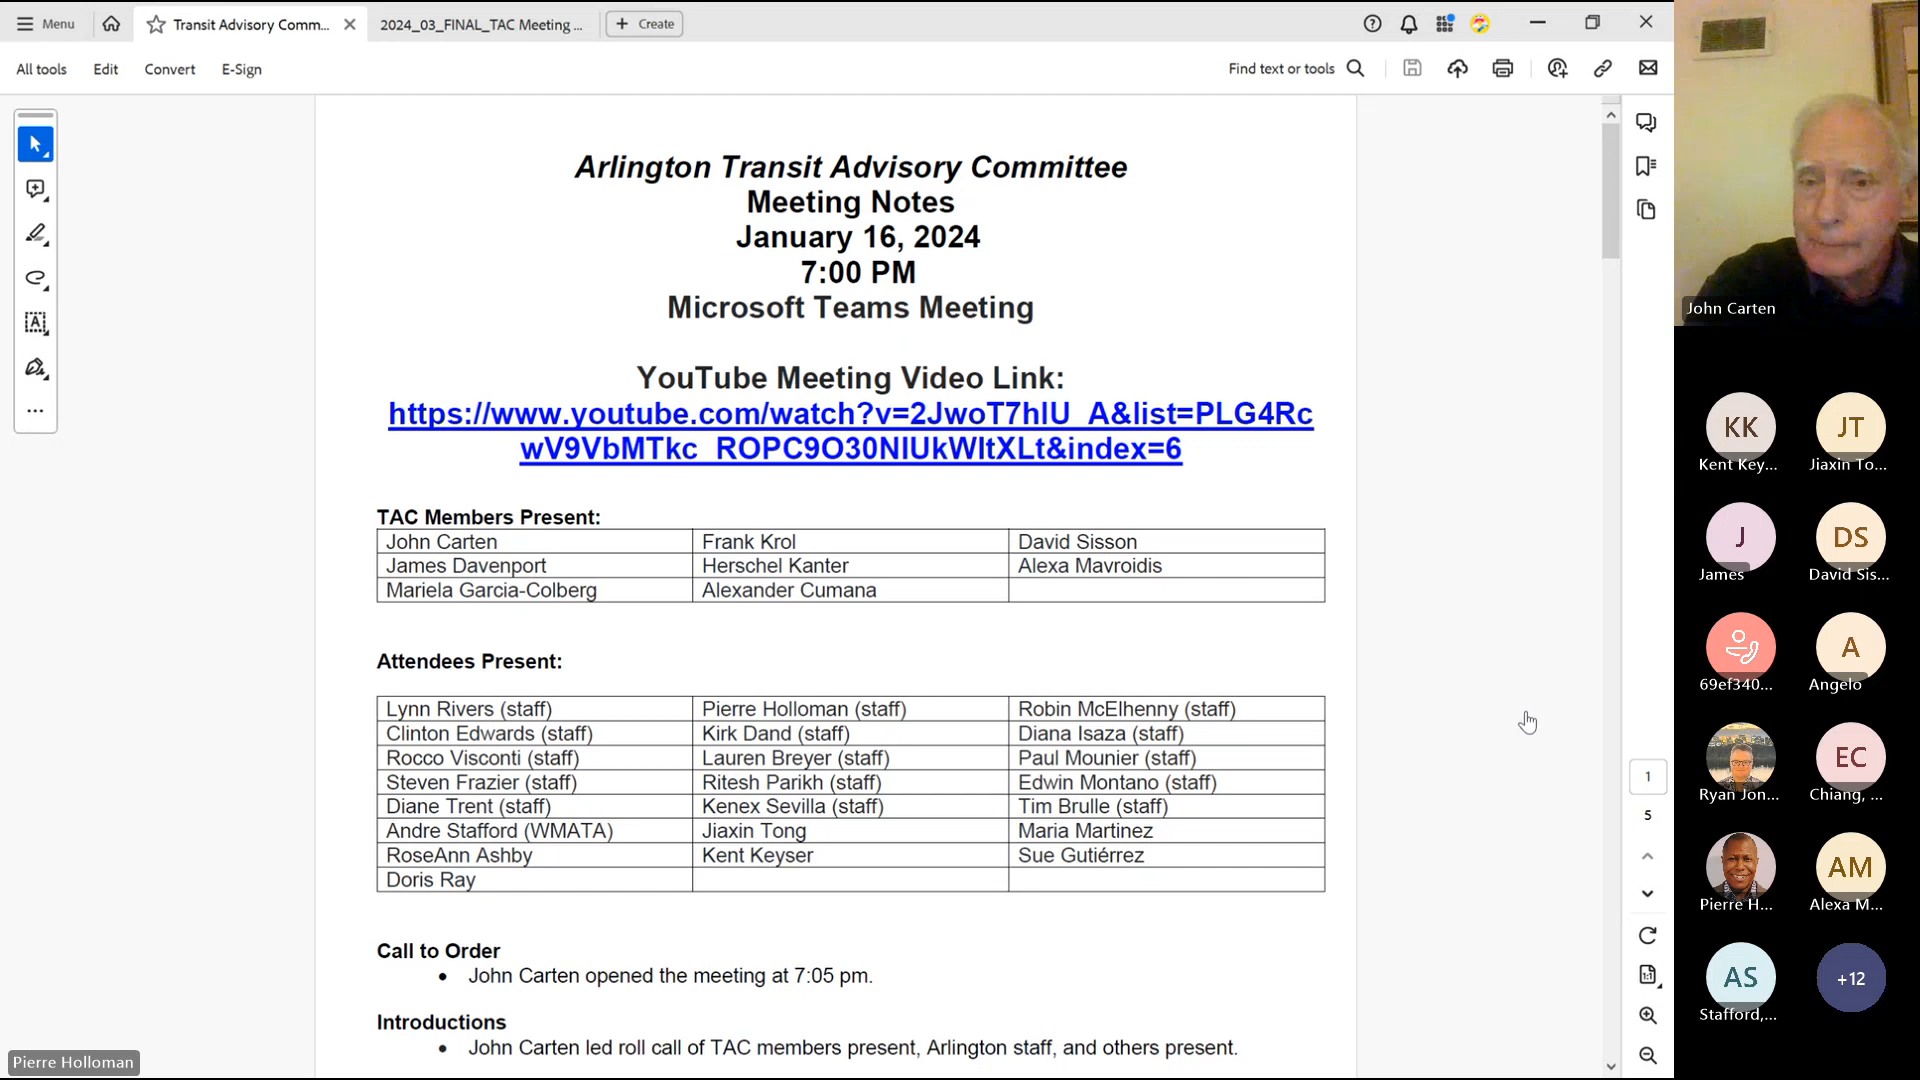 Menu
Transit Advisory Comm...
2024_03_FINAL_TAC Meeting ...
Create
All tools
Edit
Convert
E-Sign
Find text or tools
Arlington Transit Advisory Committee
Meeting Notes
January 16, 2024
7:00 PM
Microsoft Teams Meeting
YouTube Meeting Video Link:
https://www.youtube.com/watch?v=2JwoT7hIU_A&list=PLG4Rc
wV9VbMTkc_ROPC9O30NIUkWltXLt&index=6
TAC Members Present:
John Carten Frank Krol David Sisson
James Davenport Herschel Kanter Alexa Mavroidis
Mariela Garcia-Colberg Alexander Cumana
Attendees Present:
Lynn Rivers (staff) Pierre Holloman (staff) Robin McElhenny (staff)
Clinton Edwards (staff) Kirk Dand (staff) Diana Isaza (staff)
Rocco Visconti (staff) Lauren Breyer (staff) Paul Mounier (staff)
Steven Frazier (staff) Ritesh Parikh (staff) Edwin Montano (staff)
Diane Trent (staff) Kenex Sevilla (staff) Tim Brulle (staff)
Andre Stafford (WMATA) Jiaxin Tong Maria Martinez
RoseAnn Ashby Kent Keyser Sue Gutiérrez
Doris Ray
Call to Order
• John Carten opened the meeting at 7:05 pm.
Introductions
• John Carten led roll call of TAC members present, Arlington staff, and others present.
1
5
1:1
Pierre Holloman
John Carten
KK JT
Kent Key... Jiaxin To...
J DS
James David Sis...
A
69ef340... Angelo
EC
Ryan Jon... Chiang, ...
AM
Pierre H... Alexa M...
AS +12
Stafford,...